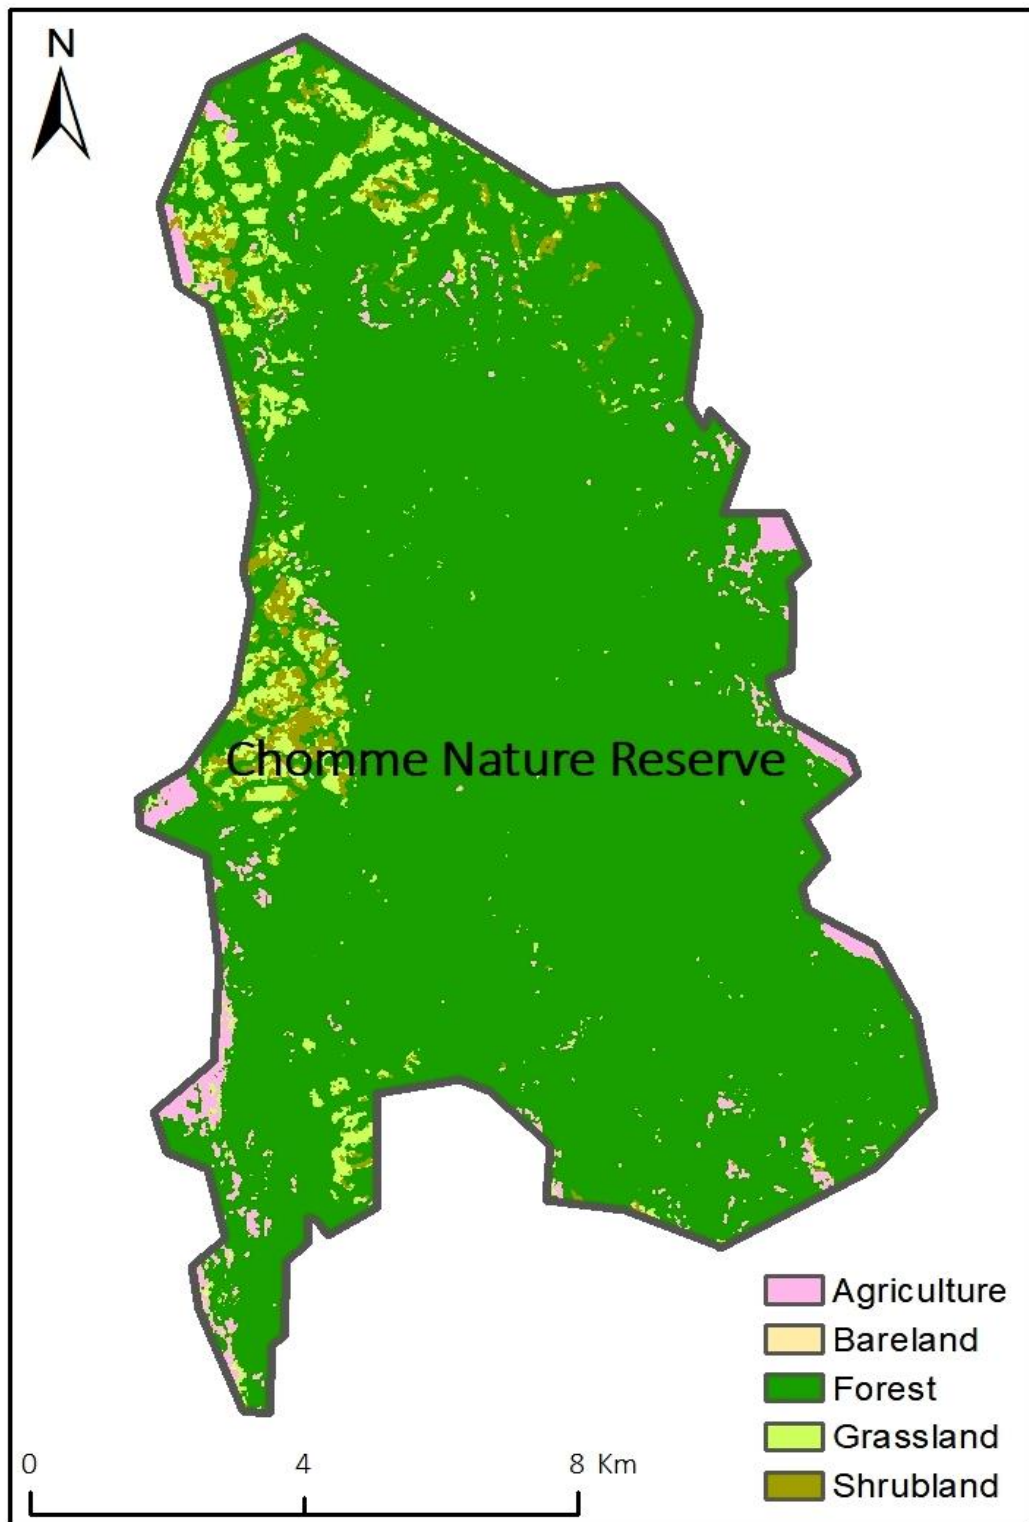 N
Chomme Nature Reserve
Agriculture
Bareland
Forest
Grassland
Shrubland
0 4 8 Km